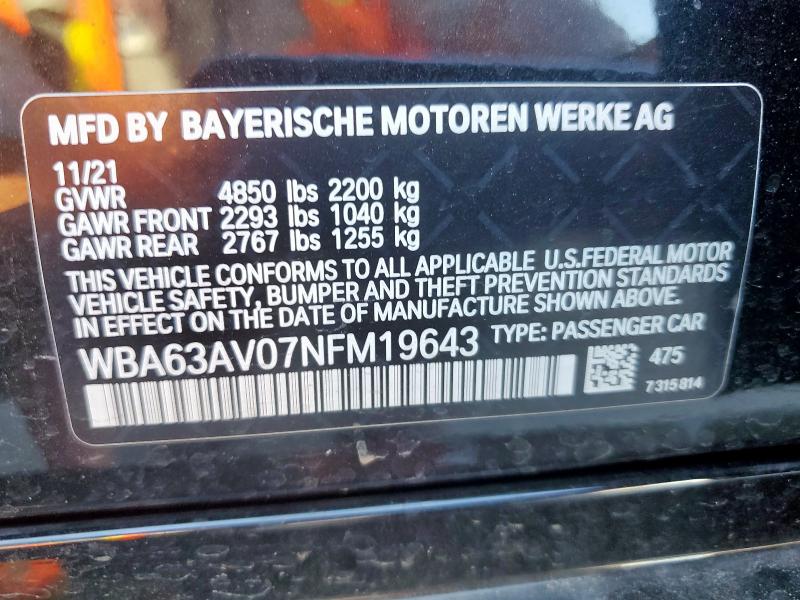 MFD BY BAYERISCHE MOTOREN WERKE AG
11/21
GVWR 4850 lbs 2200 kg
GAWR FRONT 2293 lbs 1040 kg
GAWR REAR 2767 lbs 1255 kg
THIS VEHICLE CONFORMS TO ALL APPLICABLE U.S.FEDERAL MOTOR
VEHICLE SAFETY, BUMPER AND THEFT PREVENTION STANDARDS
IN EFFECT ON THE DATE OF MANUFACTURE SHOWN ABOVE.
WBA63AV07NFM19643 TYPE: PASSENGER CAR
475
7315814